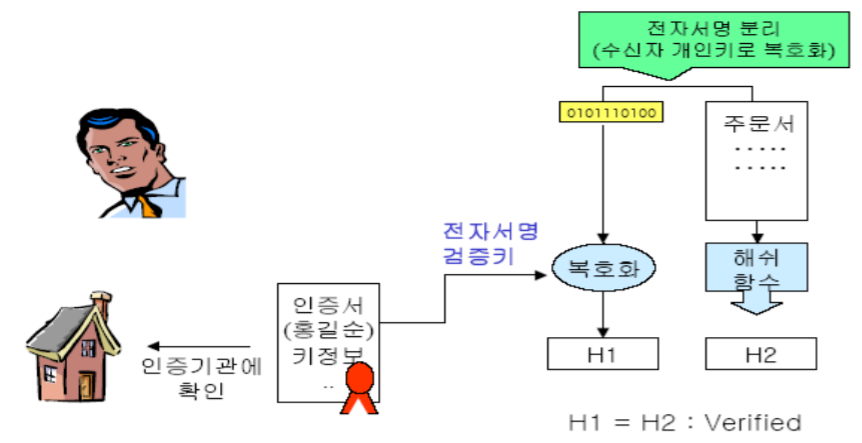 전자서명 분리
(수신자 개인키로 복호화)
0101110100
주문서
.....
.....
전자서명
검증키
복호화
해쉬
함수
인증서
(홍길순)
키정보
..
인증기관에
확인
H1
H2
H1 = H2 : Verified